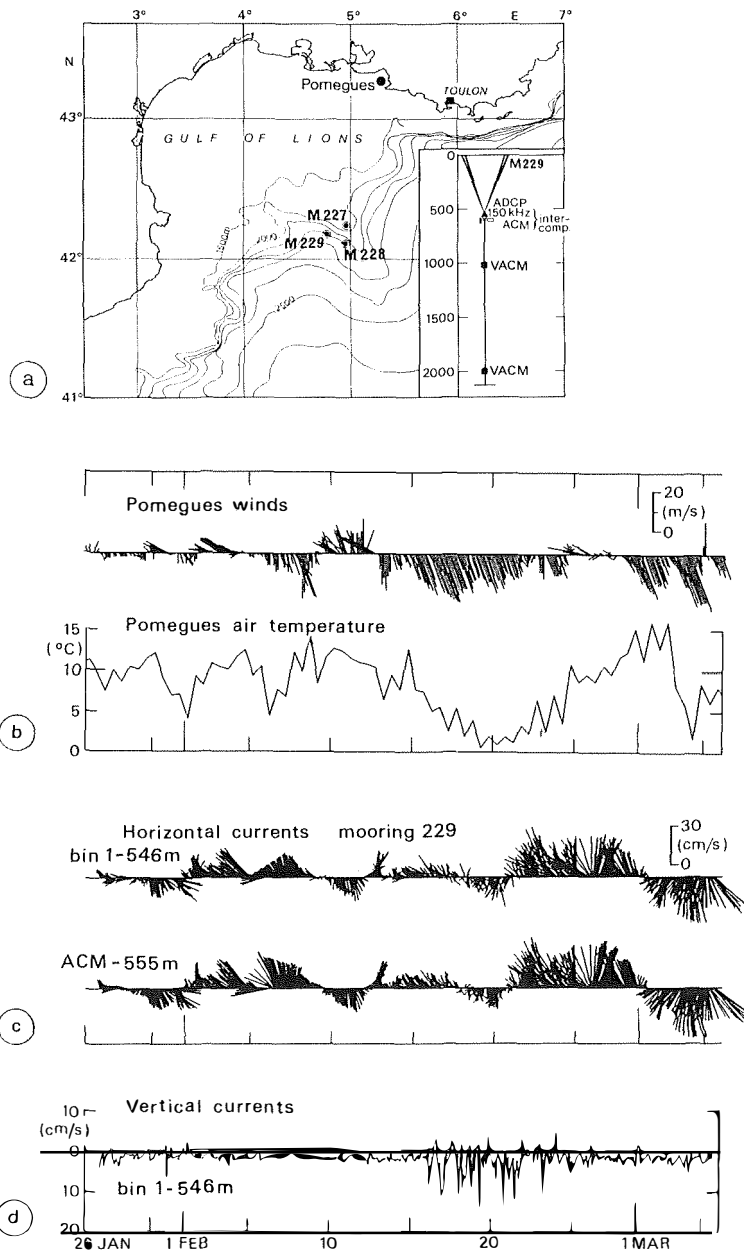 3° 4° 5° 6° E 7°
N
Pomegues
TOULON
43°
GULF OF LIONS
0
M229
M227
500
ADCP
150 kHz
ACM
inter-
comp.
M229
M228
42°
1000
VACM
1500
2500
2000
VACM
a
41°
Pomegues winds
20
(m/s)
0
Pomegues air temperature
15
(°C)
10
5
0
b
Horizontal currents mooring 229
bin 1-546m
30
(cm/s)
0
ACM-555m
c
Vertical currents
10
(cm/s)
0
10
bin 1-546m
d
20
26 JAN 1 FEB 10 20 1 MAR